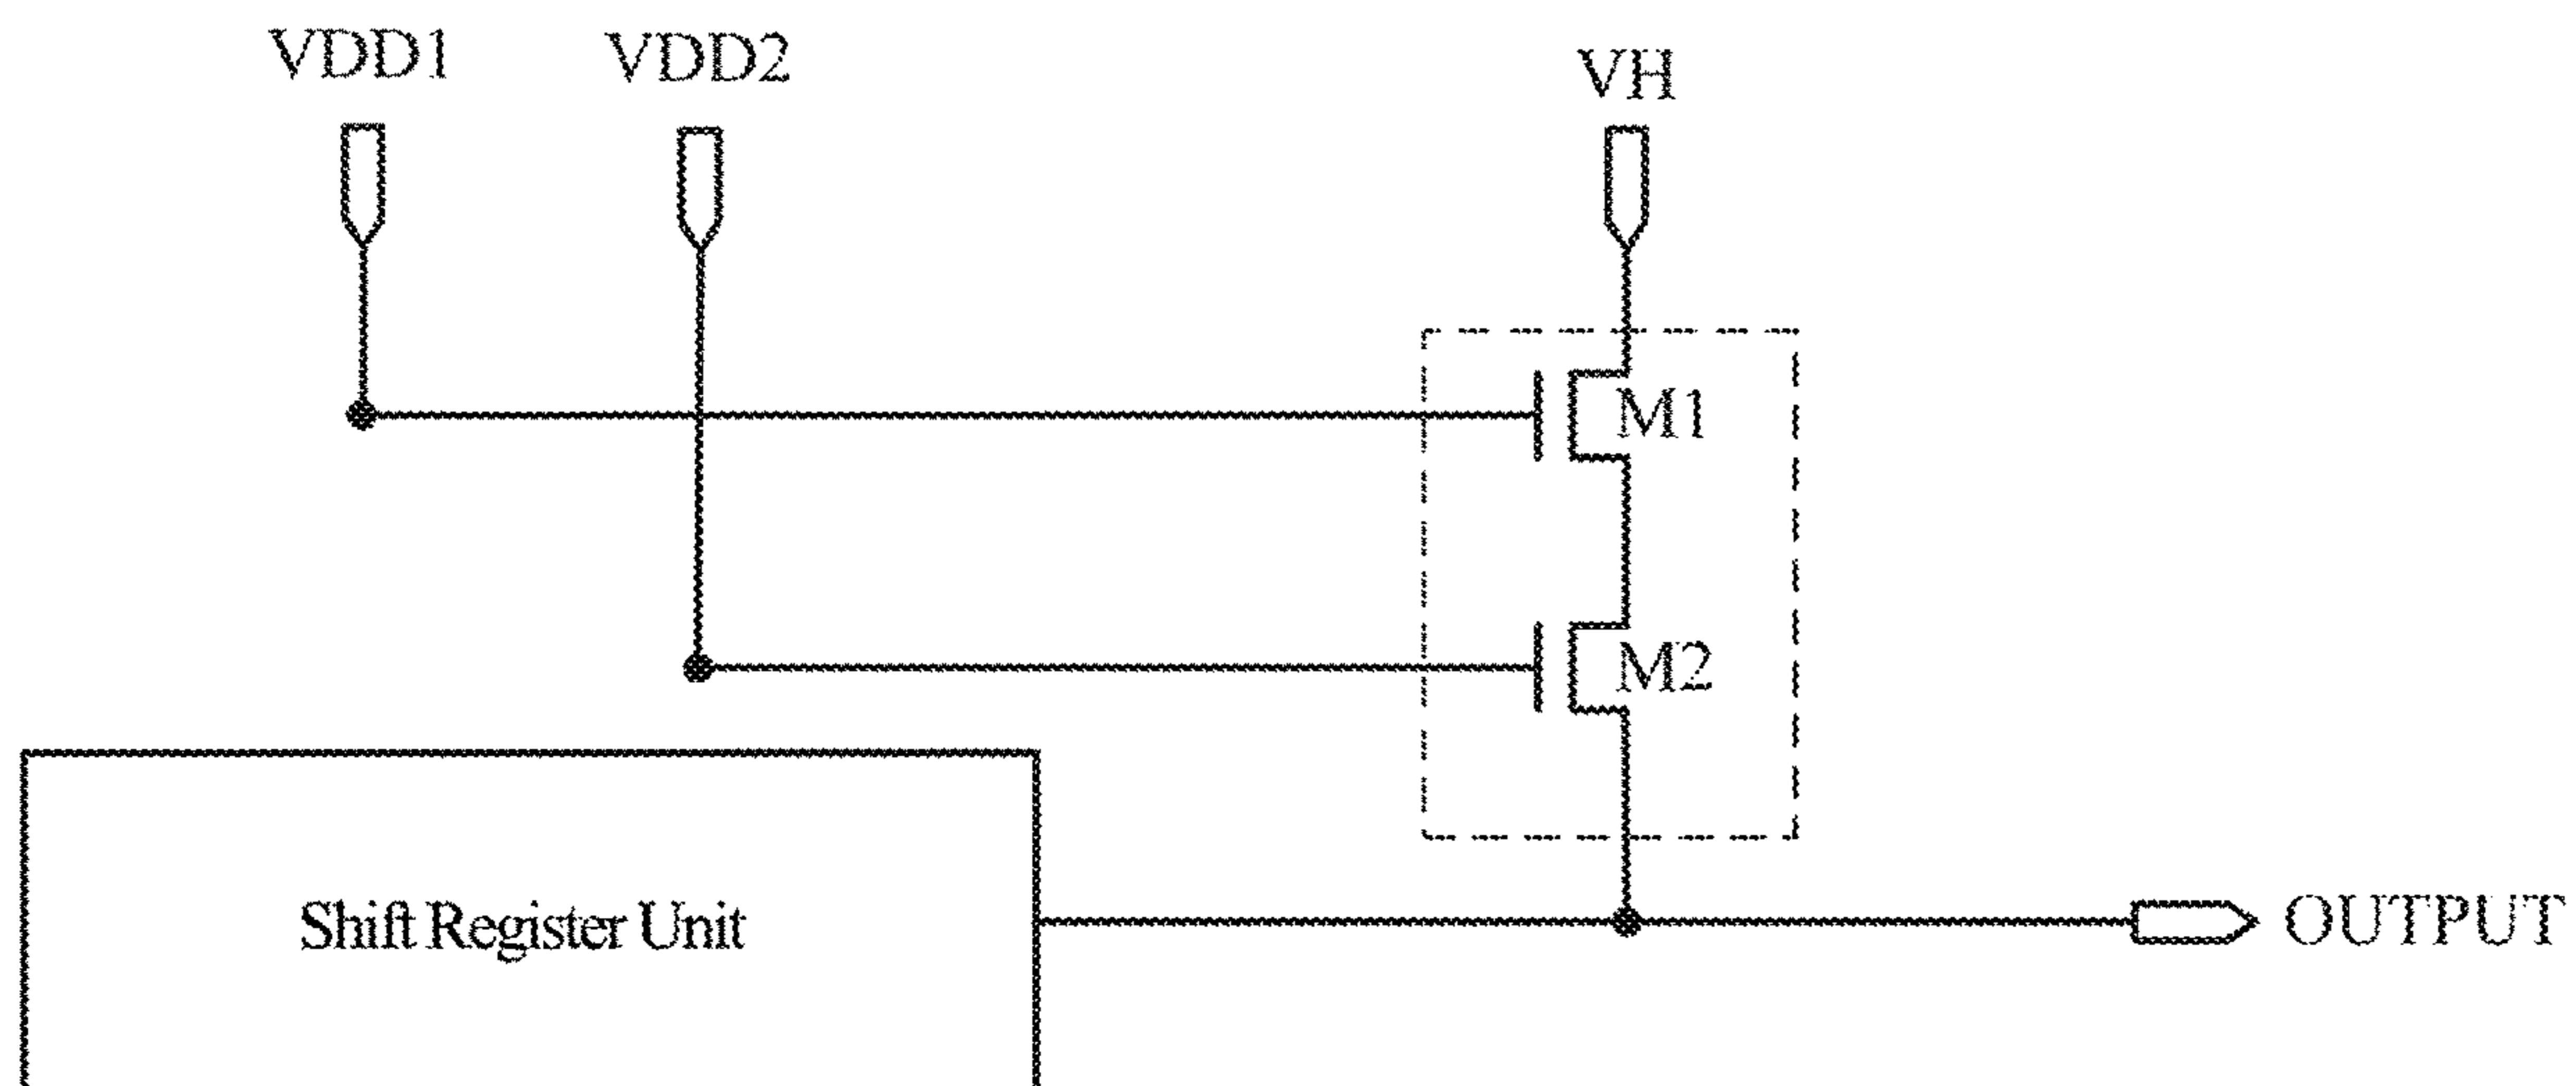 VDD1
VDD2
VH
M1
M2
Shift Register Unit
OUTPUT